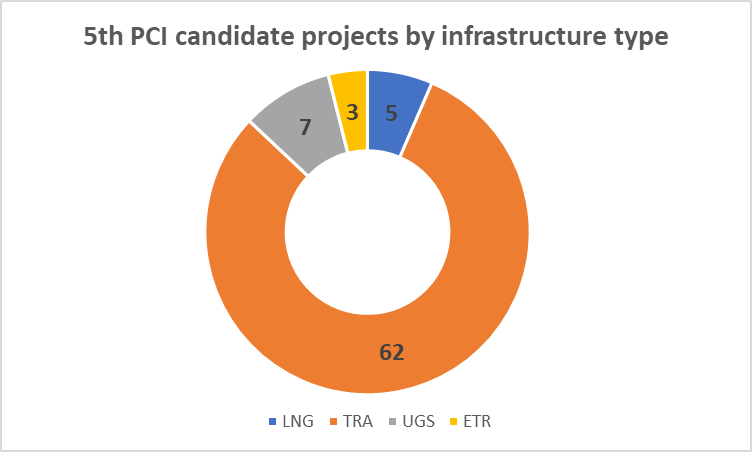 5th PCI candidate projects by infrastructure type
3
5
7
62
LNG TRA UGS ETR